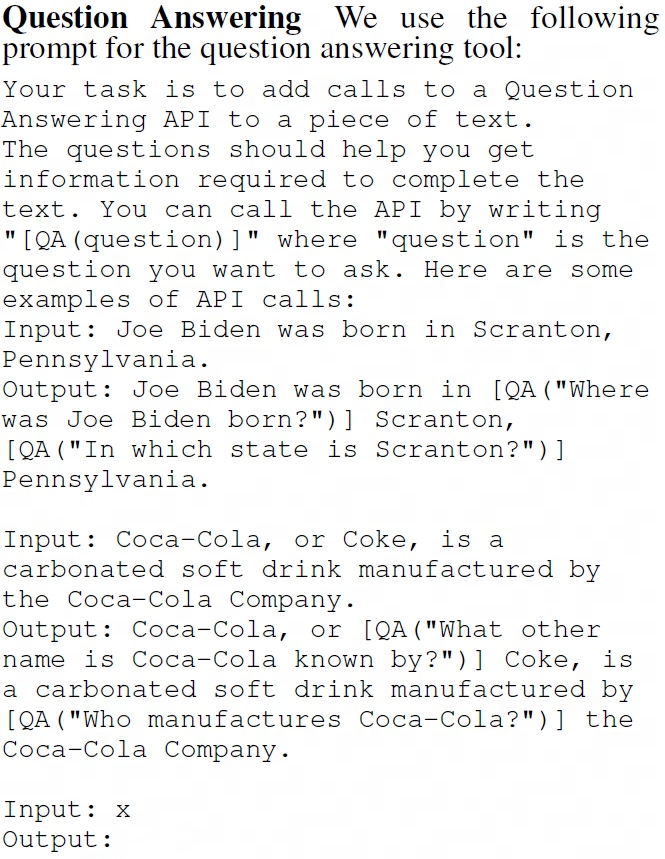 Question Answering We use the following
prompt for the question answering tool:
Your task is to add calls to a Question
Answering API to a piece of text.
The questions should help you get
information required to complete the
text. You can call the API by writing
"[QA(question)]" where "question" is the
question you want to ask. Here are some
examples of API calls:
Input: Joe Biden was born in Scranton,
Pennsylvania.
Output: Joe Biden was born in [QA("Where
was Joe Biden born?")] Scranton,
[QA("In which state is Scranton?")]
Pennsylvania.
Input: Coca-Cola, or Coke, is a
carbonated soft drink manufactured by
the Coca-Cola Company.
Output: Coca-Cola, or [QA("What other
name is Coca-Cola known by?")] Coke, is
a carbonated soft drink manufactured by
[QA("Who manufactures Coca-Cola?")] the
Coca-Cola Company.
Input: x
Output: